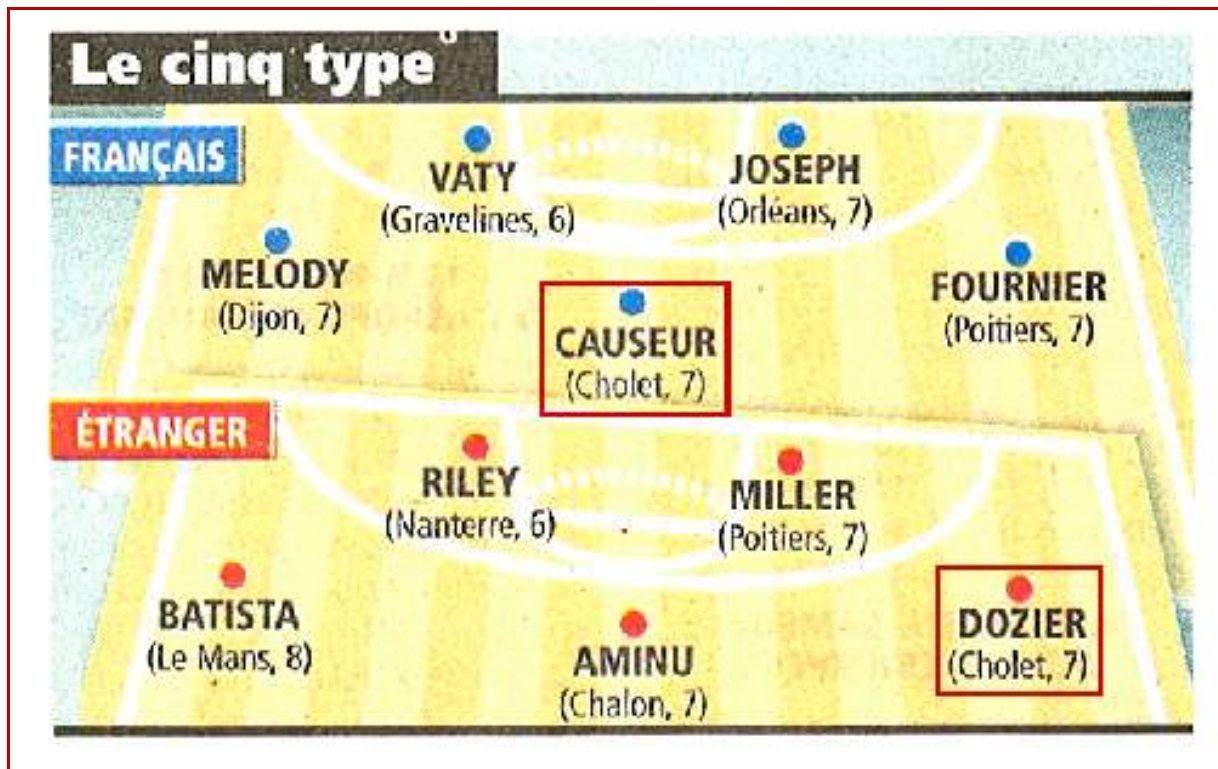 Le cinq type
FRANÇAIS
VATY
(Gravelines, 6)
JOSEPH
(Orléans, 7)
MELODY
(Dijon, 7)
CAUSEUR
(Cholet, 7)
FOURNIER
(Poitiers, 7)
ÉTRANGER
RILEY
(Nanterre, 6)
MILLER
(Poitiers, 7)
BATISTA
(Le Mans, 8)
AMINU
(Chalon, 7)
DOZIER
(Cholet, 7)